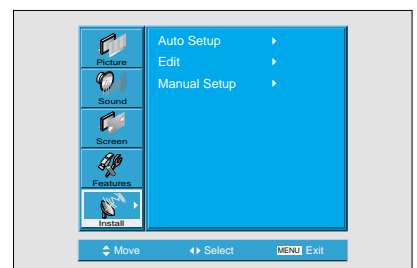 Picture
Sound
Screen
Features
Install
Auto Setup
Edit
Manual Setup
Move
Select
MENU Exit